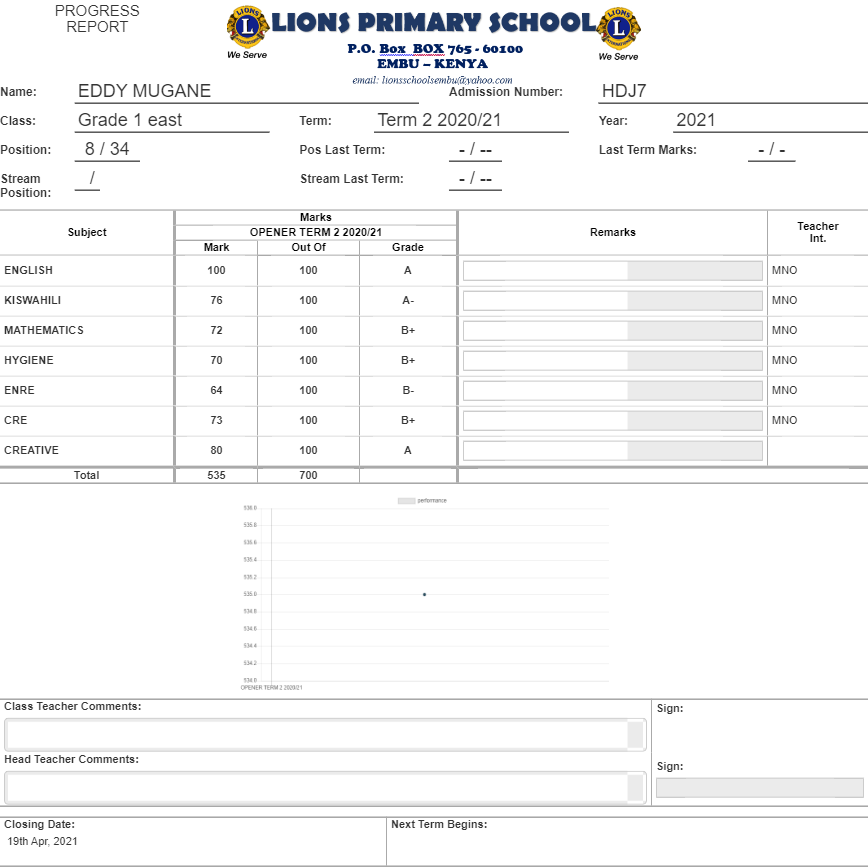 PROGRESS
REPORT
LIONS PRIMARY SCHOOL
We Serve
We Serve
P.O. Box BOX 765 - 60100
EMBU – KENYA
email: lionsschoolsembu@yahoo.com
Name: EDDY MUGANE Admission Number: HDJ7
Class: Grade 1 east Term: Term 2 2020/21 Year: 2021
Position: 8 / 34 Pos Last Term: - / -- Last Term Marks: - / -
Stream Position: / Stream Last Term: - / --
Subject Marks Remarks Teacher Int.
OPENER TERM 2 2020/21
Mark Out Of Grade
ENGLISH 100 100 A MNO
KISWAHILI 76 100 A- MNO
MATHEMATICS 72 100 B+ MNO
HYGIENE 70 100 B+ MNO
ENRE 64 100 B- MNO
CRE 73 100 B+ MNO
CREATIVE 80 100 A
Total 535 700
performance
536.0
535.8
535.6
535.4
535.2
535.0
534.8
534.6
534.4
534.2
534.0
OPENER TERM 2 2020/21
Class Teacher Comments: Sign:
Head Teacher Comments: Sign:
Closing Date: Next Term Begins:
19th Apr, 2021